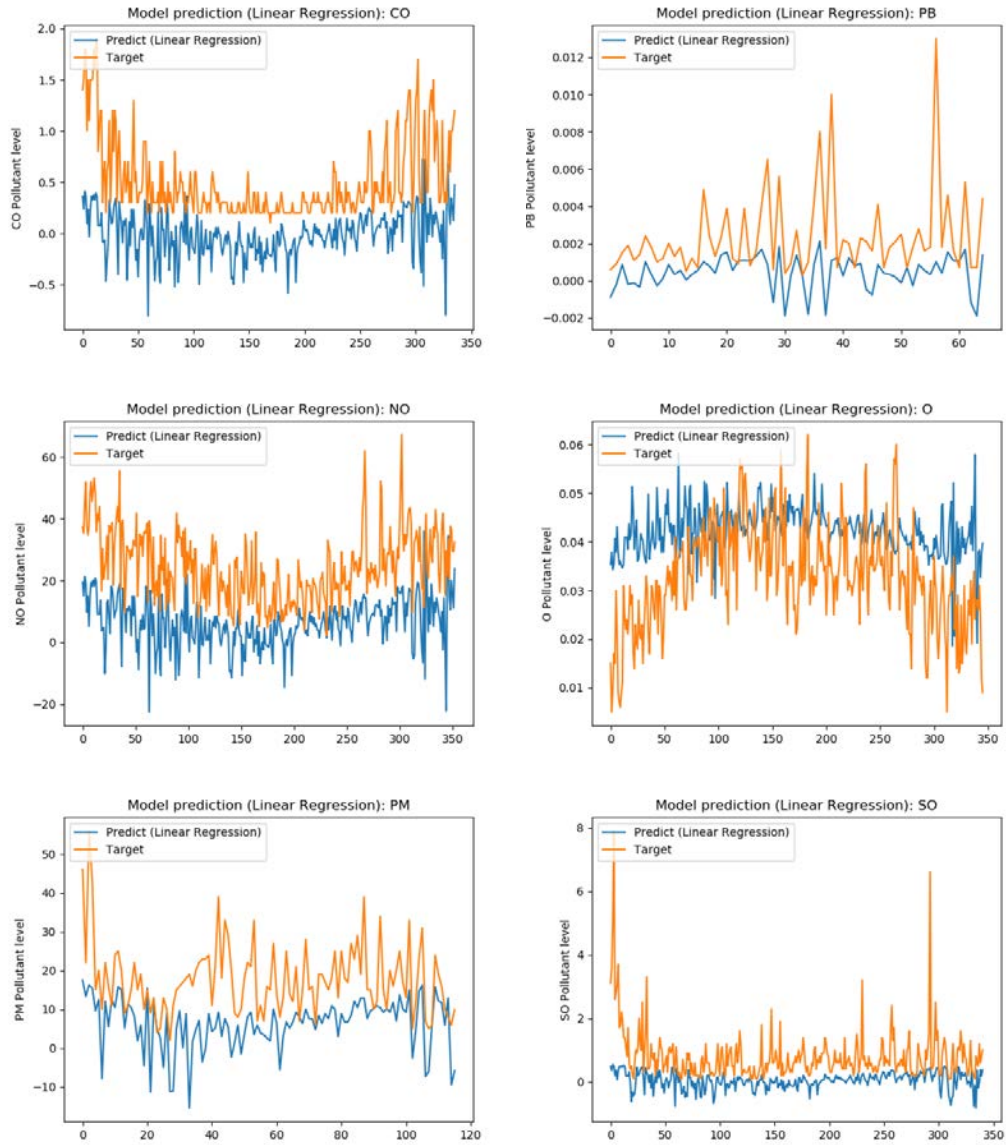 Model prediction (Linear Regression): CO
2.0
1.5
1.0
0.5
0.0
−0.5
CO Pollutant level
Predict (Linear Regression)
Target
0 50 100 150 200 250 300 350
Model prediction (Linear Regression): PB
0.012
0.010
0.008
0.006
0.004
0.002
0.000
−0.002
PB Pollutant level
Predict (Linear Regression)
Target
0 10 20 30 40 50 60
Model prediction (Linear Regression): NO
60
40
20
0
−20
NO Pollutant level
Predict (Linear Regression)
Target
0 50 100 150 200 250 300 350
Model prediction (Linear Regression): O
0.06
0.05
0.04
0.03
0.02
0.01
O Pollutant level
Predict (Linear Regression)
Target
0 50 100 150 200 250 300 350
Model prediction (Linear Regression): PM
50
40
30
20
10
0
−10
PM Pollutant level
Predict (Linear Regression)
Target
0 20 40 60 80 100 120
Model prediction (Linear Regression): SO
8
6
4
2
0
SO Pollutant level
Predict (Linear Regression)
Target
0 50 100 150 200 250 300 350